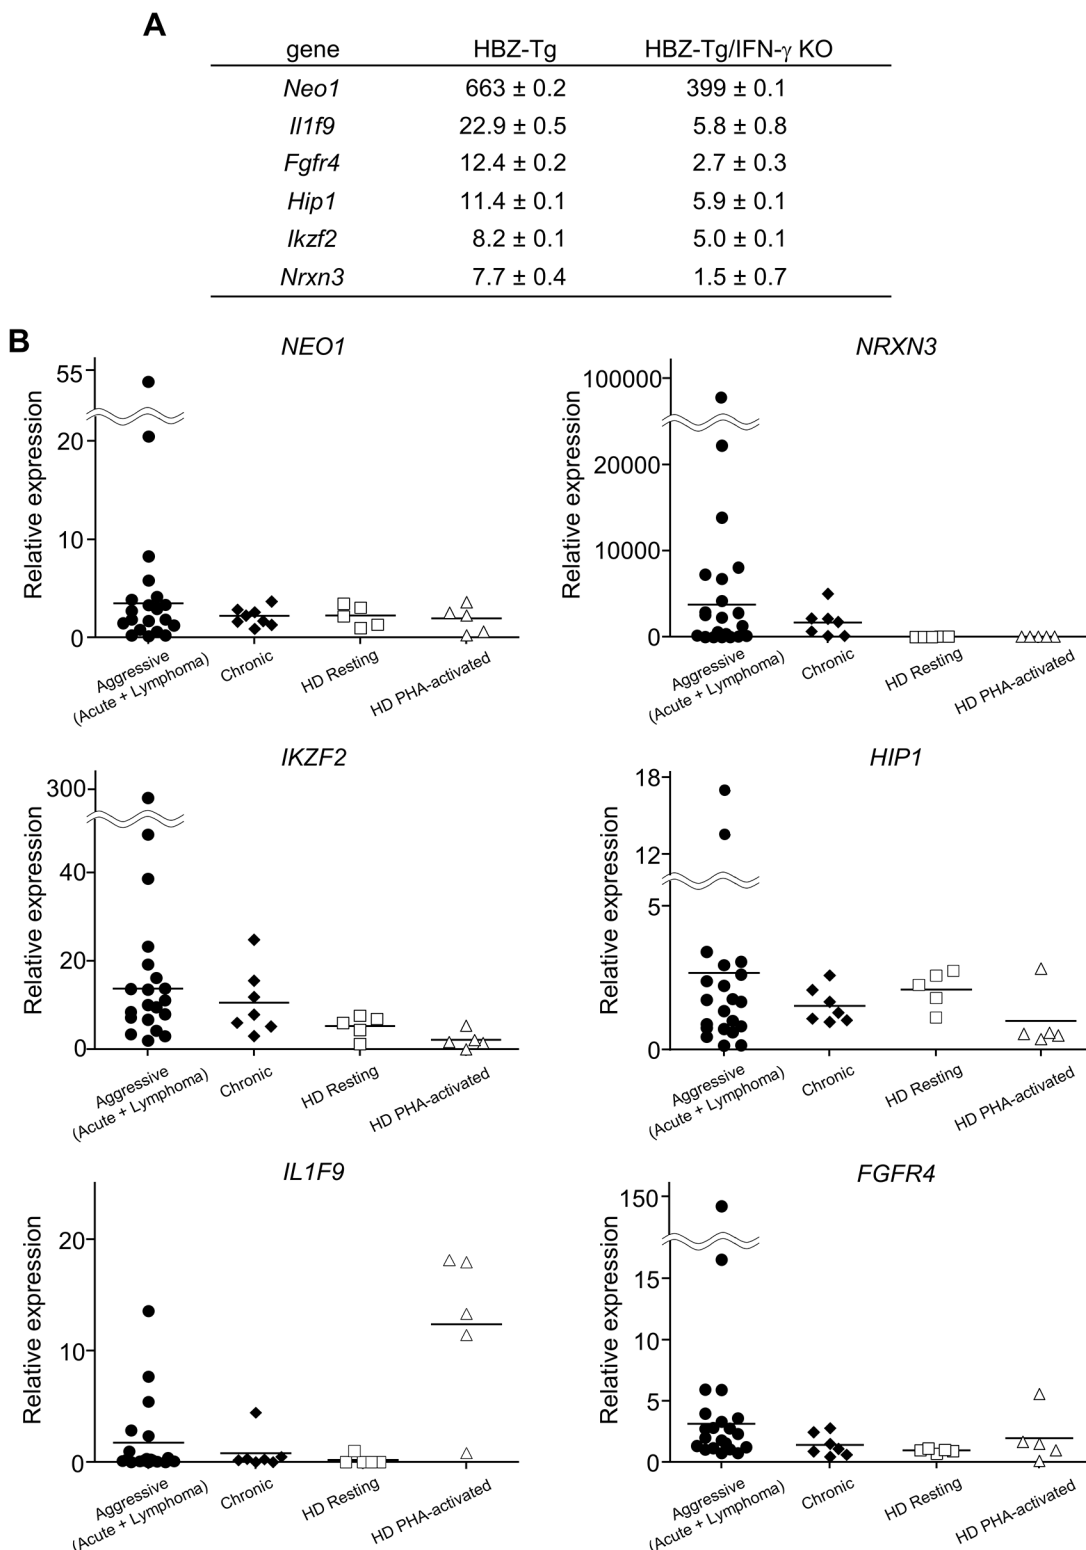 A
gene HBZ-Tg HBZ-Tg/IFN-γ KO
Neo1 663 ± 0.2 399 ± 0.1
Il1f9 22.9 ± 0.5 5.8 ± 0.8
Fgfr4 12.4 ± 0.2 2.7 ± 0.3
Hip1 11.4 ± 0.1 5.9 ± 0.1
Ikzf2 8.2 ± 0.1 5.0 ± 0.1
Nrxn3 7.7 ± 0.4 1.5 ± 0.7
B
NEO1
Relative expression
55
20
10
0
Aggressive
(Acute + Lymphoma)
Chronic
HD Resting
HD PHA-activated
NRXN3
Relative expression
100000
20000
10000
0
Aggressive
(Acute + Lymphoma)
Chronic
HD Resting
HD PHA-activated
IKZF2
Relative expression
300
40
20
0
Aggressive
(Acute + Lymphoma)
Chronic
HD Resting
HD PHA-activated
HIP1
Relative expression
18
12
5
0
Aggressive
(Acute + Lymphoma)
Chronic
HD Resting
HD PHA-activated
IL1F9
Relative expression
20
10
0
Aggressive
(Acute + Lymphoma)
Chronic
HD Resting
HD PHA-activated
FGFR4
Relative expression
150
15
10
5
0
Aggressive
(Acute + Lymphoma)
Chronic
HD Resting
HD PHA-activated